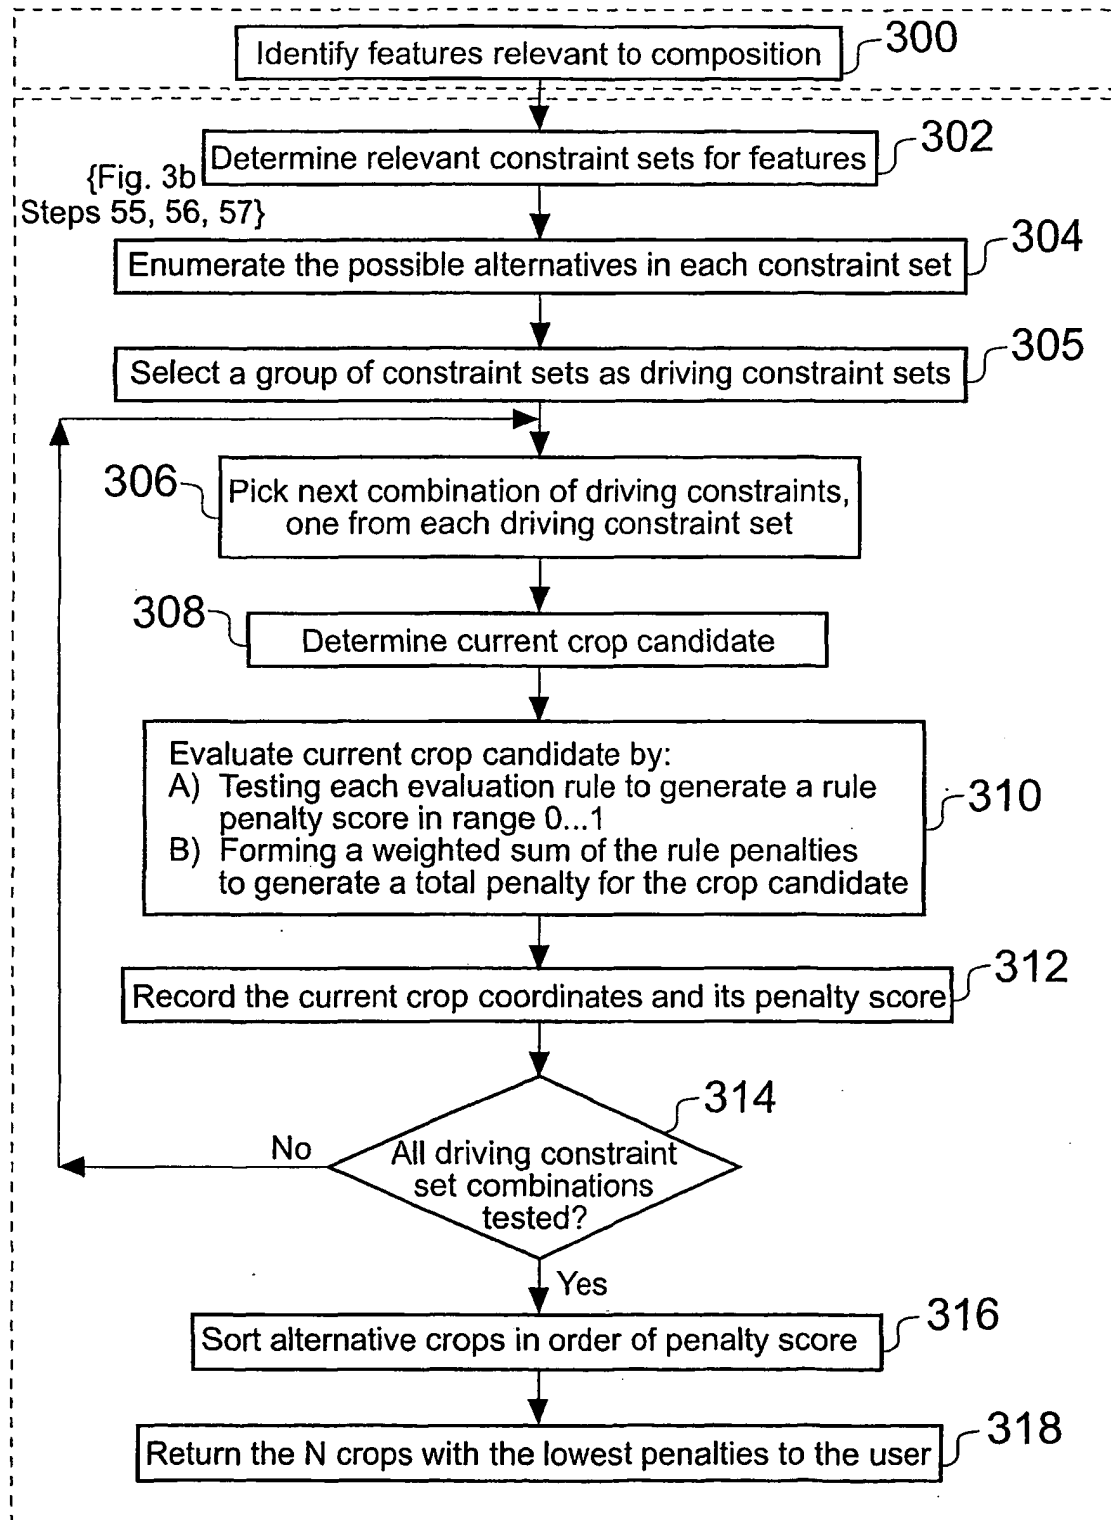 Identify features relevant to composition
300
Determine relevant constraint sets for features
302
{Fig. 3b
Steps 55, 56, 57}
Enumerate the possible alternatives in each constraint set
304
Select a group of constraint sets as driving constraint sets
305
306
Pick next combination of driving constraints,
one from each driving constraint set
308
Determine current crop candidate
Evaluate current crop candidate by:
A) Testing each evaluation rule to generate a rule
penalty score in range 0...1
B) Forming a weighted sum of the rule penalties
to generate a total penalty for the crop candidate
310
Record the current crop coordinates and its penalty score
312
314
No
All driving constraint
set combinations
tested?
Yes
Sort alternative crops in order of penalty score
316
Return the N crops with the lowest penalties to the user
318